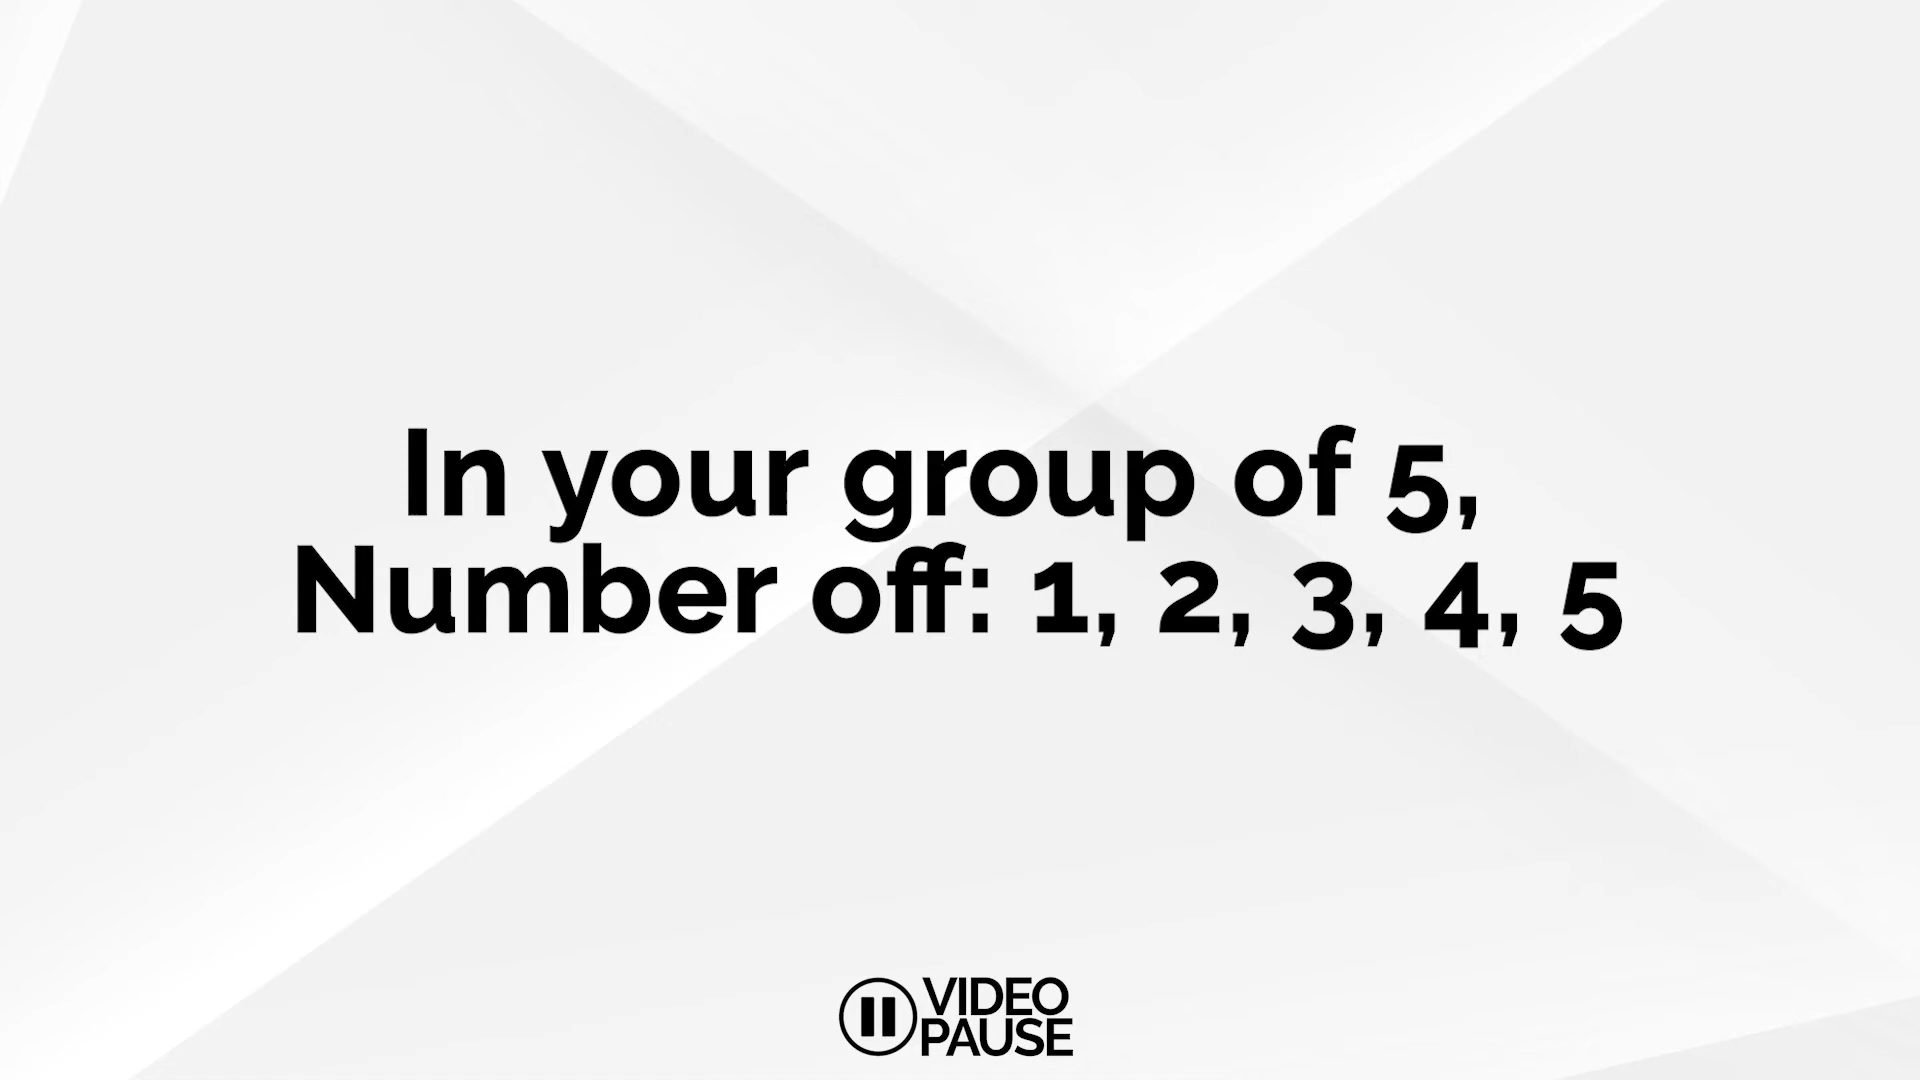 In your group of 5,
Number off: 1, 2, 3, 4, 5
VIDEO
PAUSE